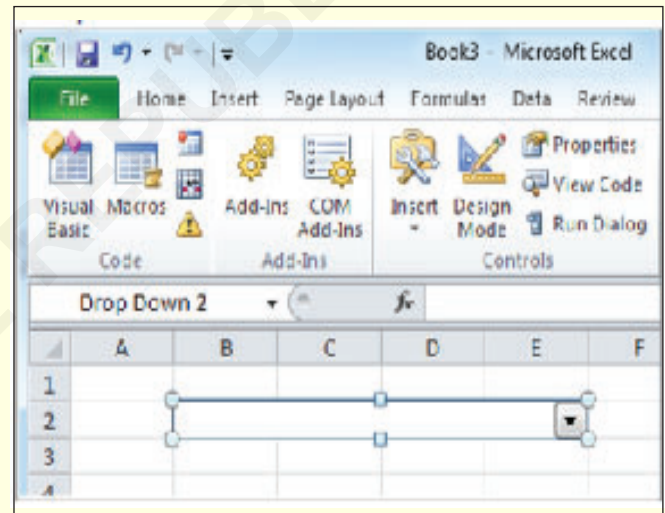 Book3 - Microsoft Excel
File Home Insert Page Layout Formulas Data Review
Visual Basic
Macros
Add-Ins
COM Add-Ins
Insert
Design Mode
Properties
View Code
Run Dialog
Code Add-Ins Controls
Drop Down 2 fx
A B C D E F
1
2
3
4